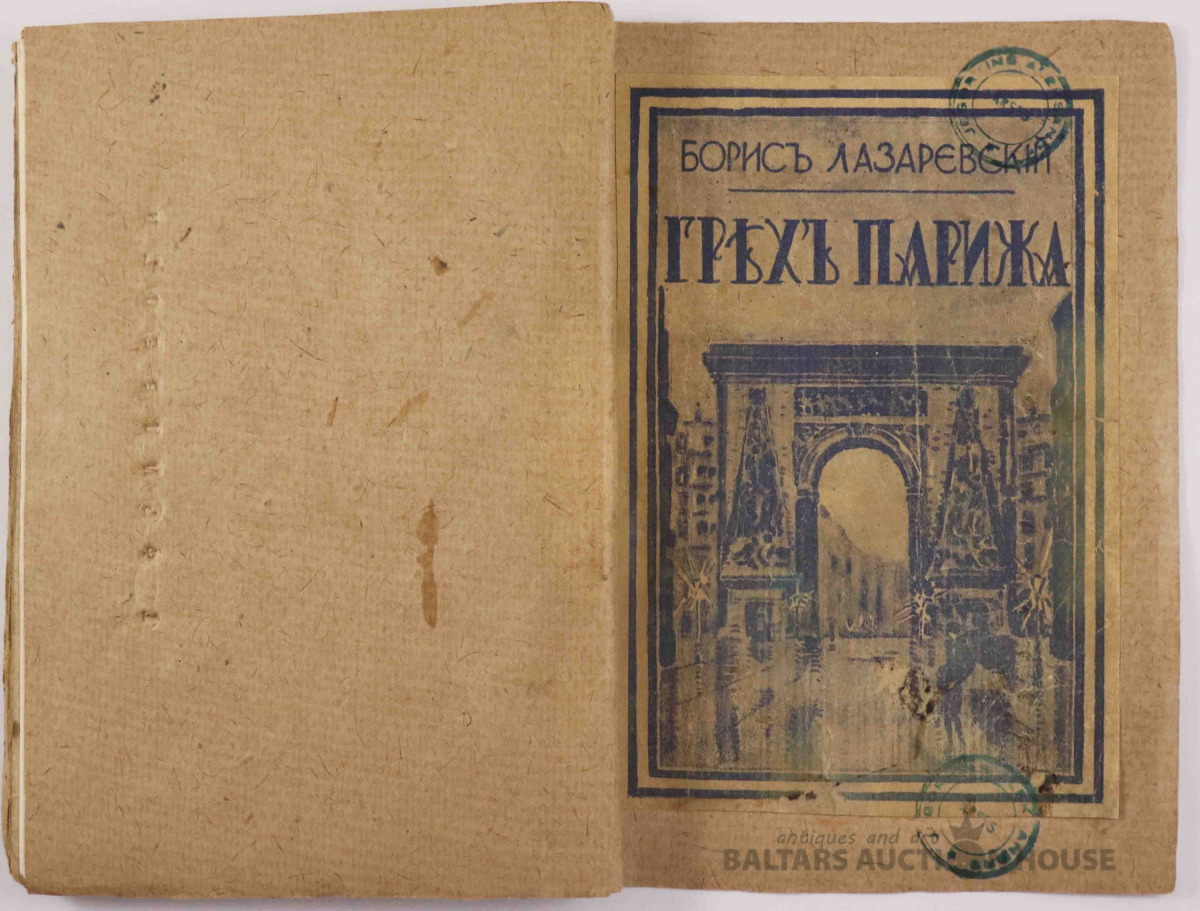 БОРИСЪ ЛАЗАРЕВСКІЙ
ГРѢХЪ ПАРИЖА
antiques and art
BALTARS AUCTION HOUSE